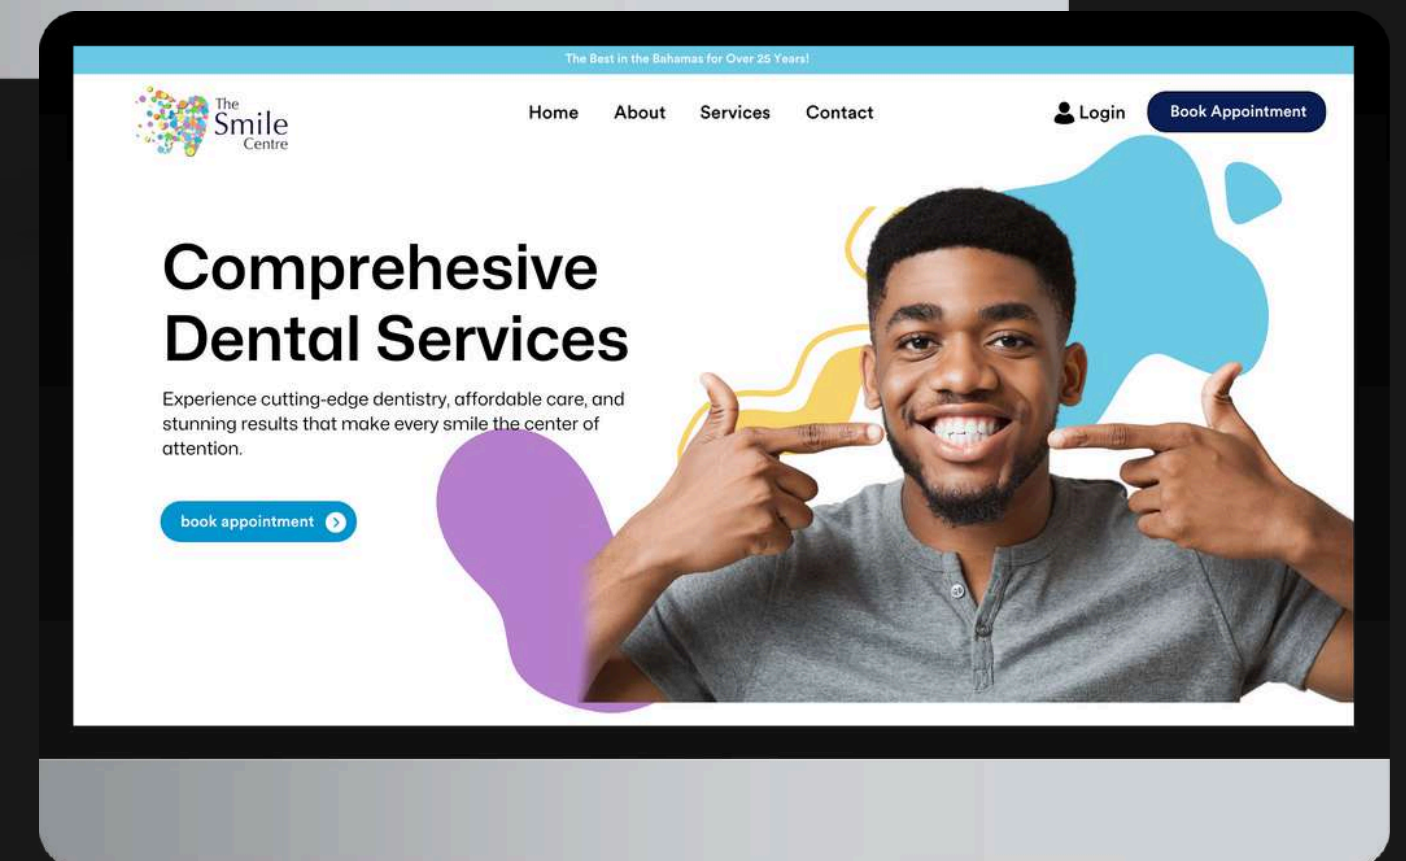 The Best in the Bahamas for Over 25 Years!
The
Smile
Centre
Home About Services Contact
Login
Book Appointment
Comprehesive
Dental Services
Experience cutting-edge dentistry, affordable care, and
stunning results that make every smile the center of
attention.
book appointment